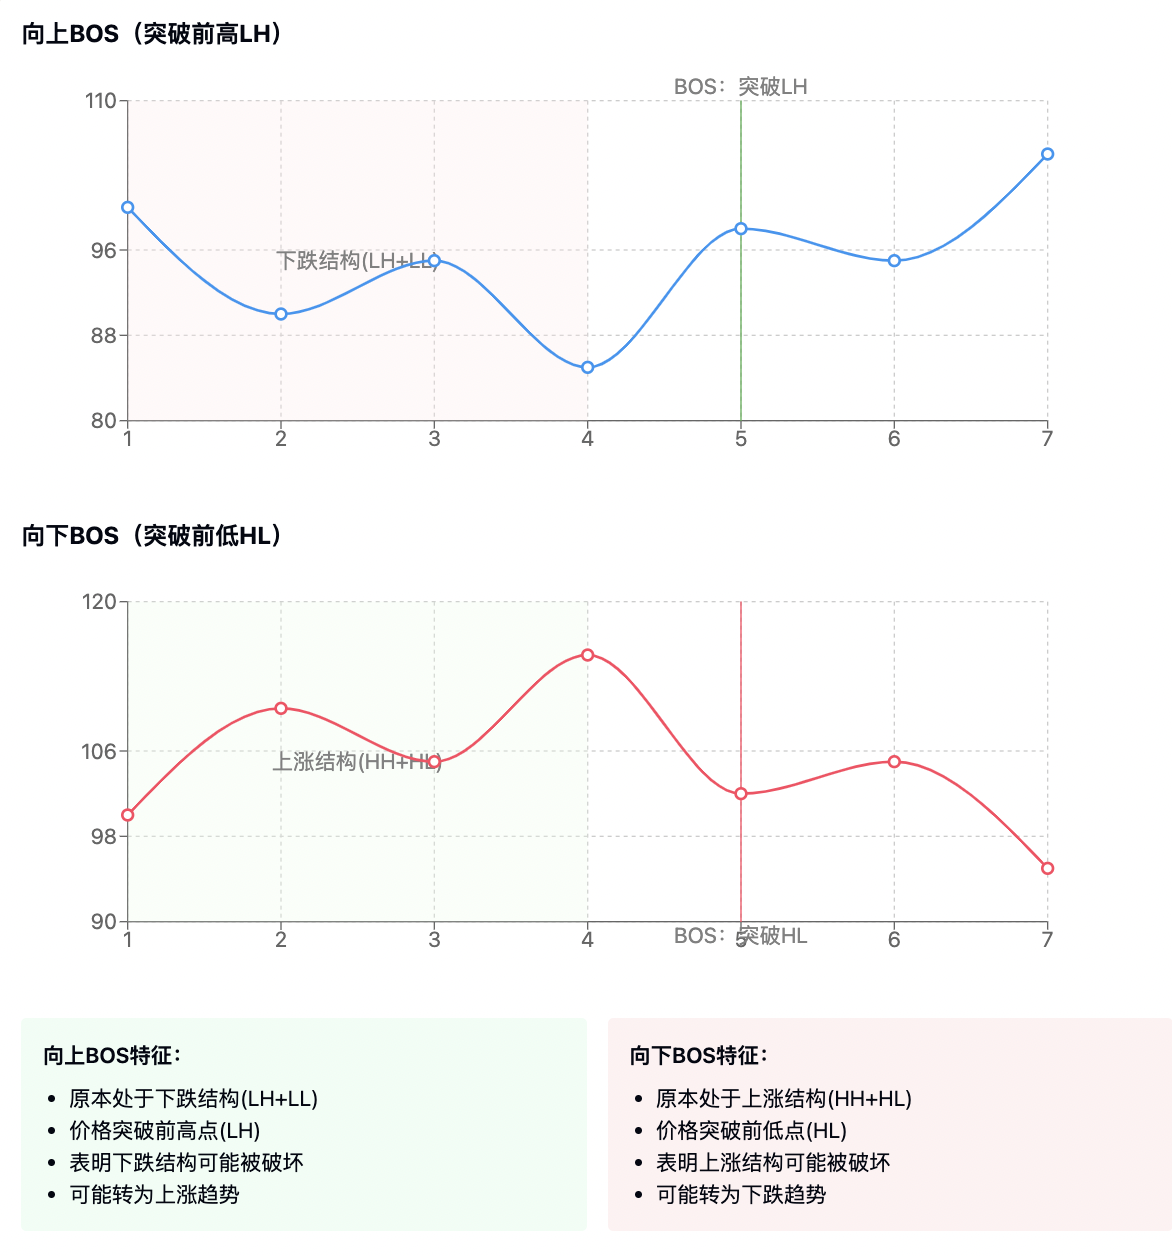 向上BOS（突破前高LH）
BOS：突破LH
110
96
下跌结构(LH+LL)
88
80
1 2 3 4 5 6 7
向下BOS（突破前低HL）
120
106
上涨结构(HH+HL)
98
90
1 2 3 4 5 6 7
BOS：突破HL
向上BOS特征：
• 原本处于下跌结构(LH+LL)
• 价格突破前高点(LH)
• 表明下跌结构可能被破坏
• 可能转为上涨趋势
向下BOS特征：
• 原本处于上涨结构(HH+HL)
• 价格突破前低点(HL)
• 表明上涨结构可能被破坏
• 可能转为下跌趋势